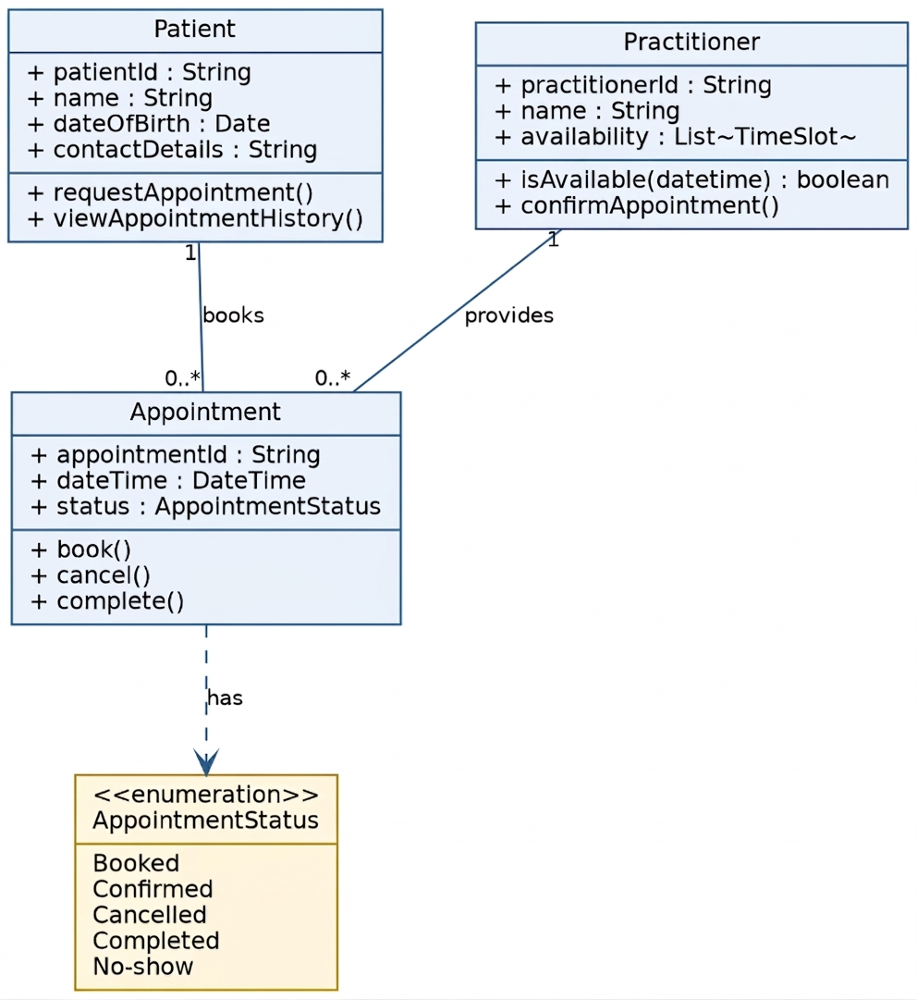 Patient
+ patientId : String
+ name : String
+ dateOfBirth : Date
+ contactDetails : String
+ requestAppointment()
+ viewAppointmentHistory()
Practitioner
+ practitionerId : String
+ name : String
+ availability : List~TimeSlot~
+ isAvailable(datetime) : boolean
+ confirmAppointment()
1
1
books
provides
0..*
0..*
Appointment
+ appointmentId : String
+ dateTime : DateTime
+ status : AppointmentStatus
+ book()
+ cancel()
+ complete()
has
<<enumeration>>
AppointmentStatus
Booked
Confirmed
Cancelled
Completed
No-show